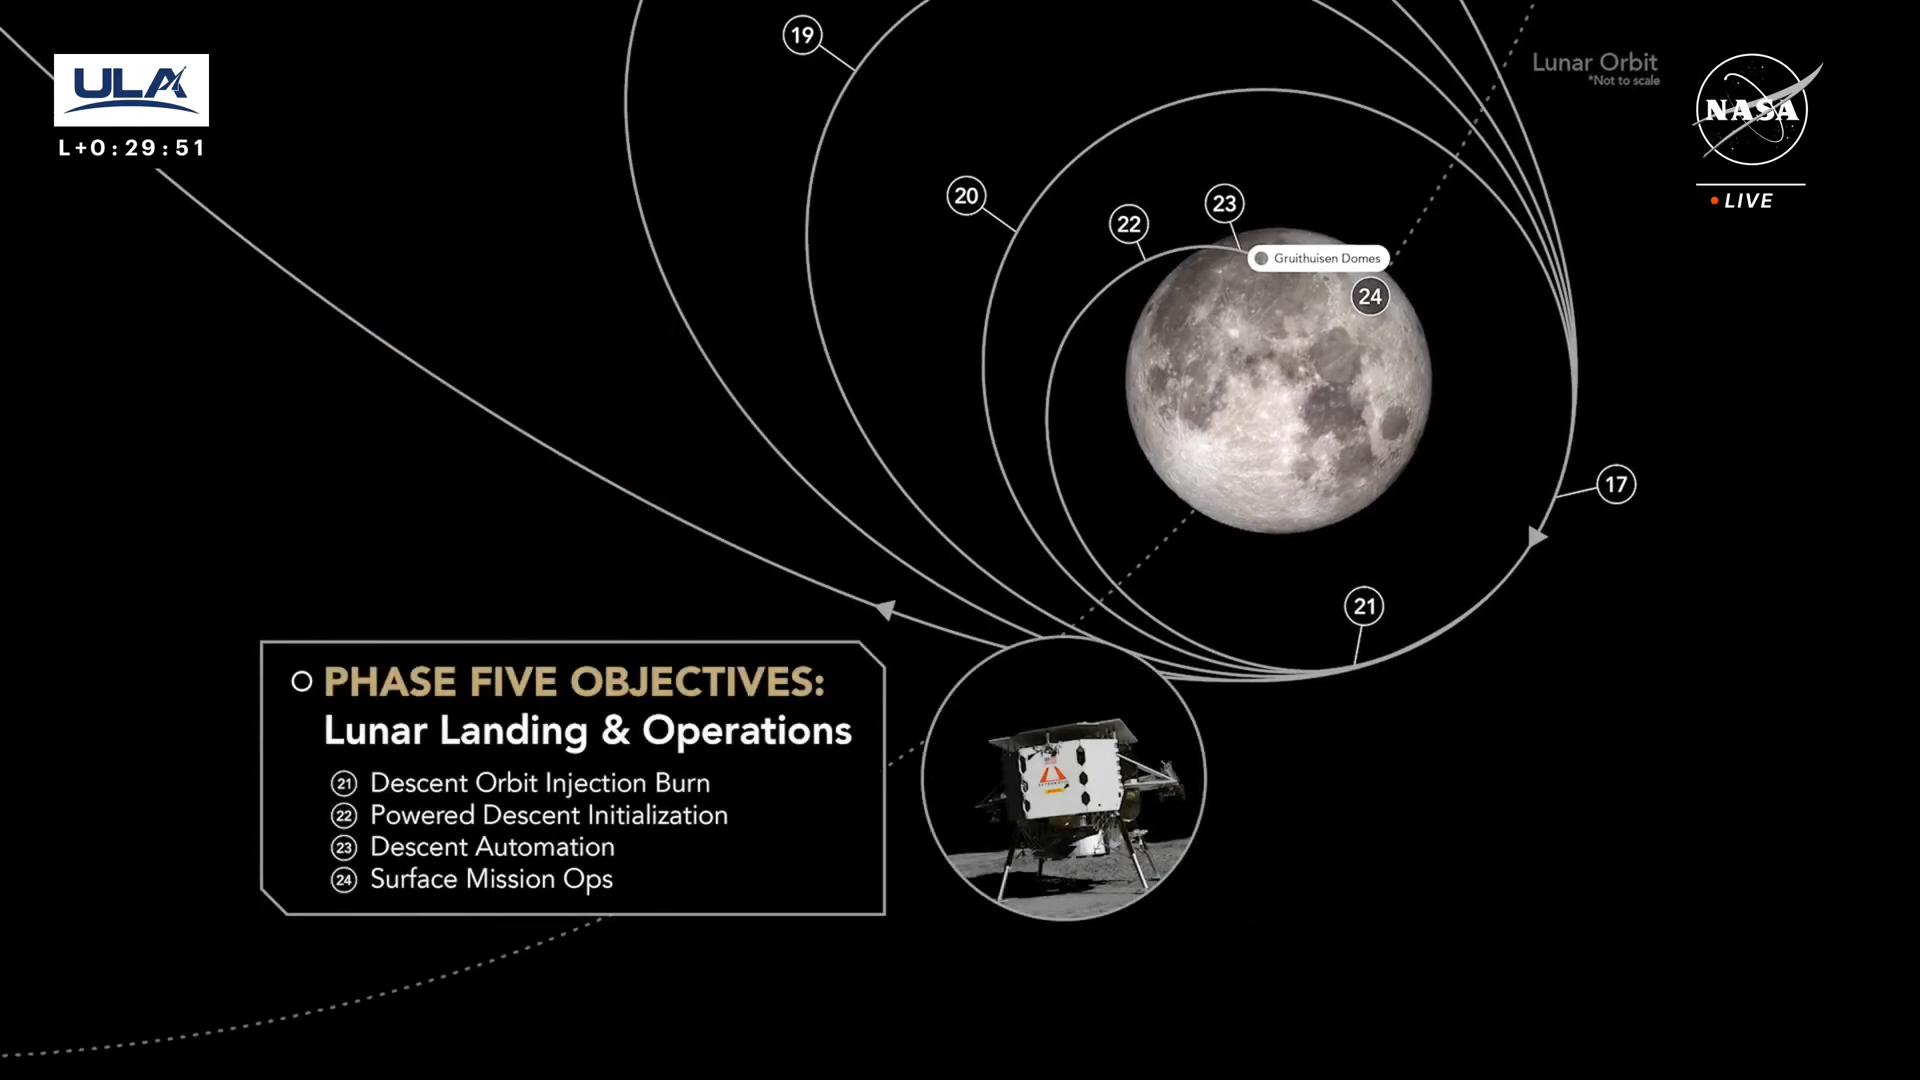 19
Lunar Orbit
*Not to scale
ULA
NASA
L+0:29:51
20
23
LIVE
22
Gruithuisen Domes
24
17
21
PHASE FIVE OBJECTIVES:
Lunar Landing & Operations
21 Descent Orbit Injection Burn
22 Powered Descent Initialization
23 Descent Automation
24 Surface Mission Ops